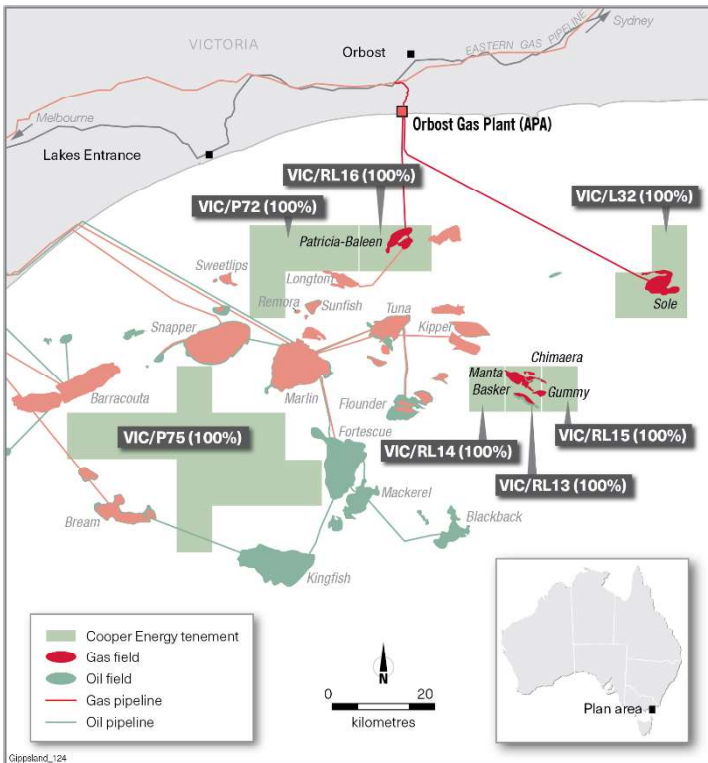 Sydney
VICTORIA
Orbost
EASTERN GAS PIPELINE
Melbourne
Orbost Gas Plant (APA)
Lakes Entrance
VIC/RL16 (100%)
VIC/P72 (100%)
VIC/L32 (100%)
Patricia-Baleen
Sweetlips
Longtom
Remora
Sunfish
Sole
Snapper
Tuna
Kipper
Chimaera
Manta
Barracouta
Marlin
Basker
Gummy
Flounder
VIC/P75 (100%)
Fortescue
VIC/RL14 (100%)
VIC/RL15 (100%)
VIC/RL13 (100%)
Mackerel
Bream
Blackback
Kingfish
Cooper Energy tenement
Gas field
Oil field
Gas pipeline
Oil pipeline
N
0 20
kilometres
Plan area
Gippsland_124